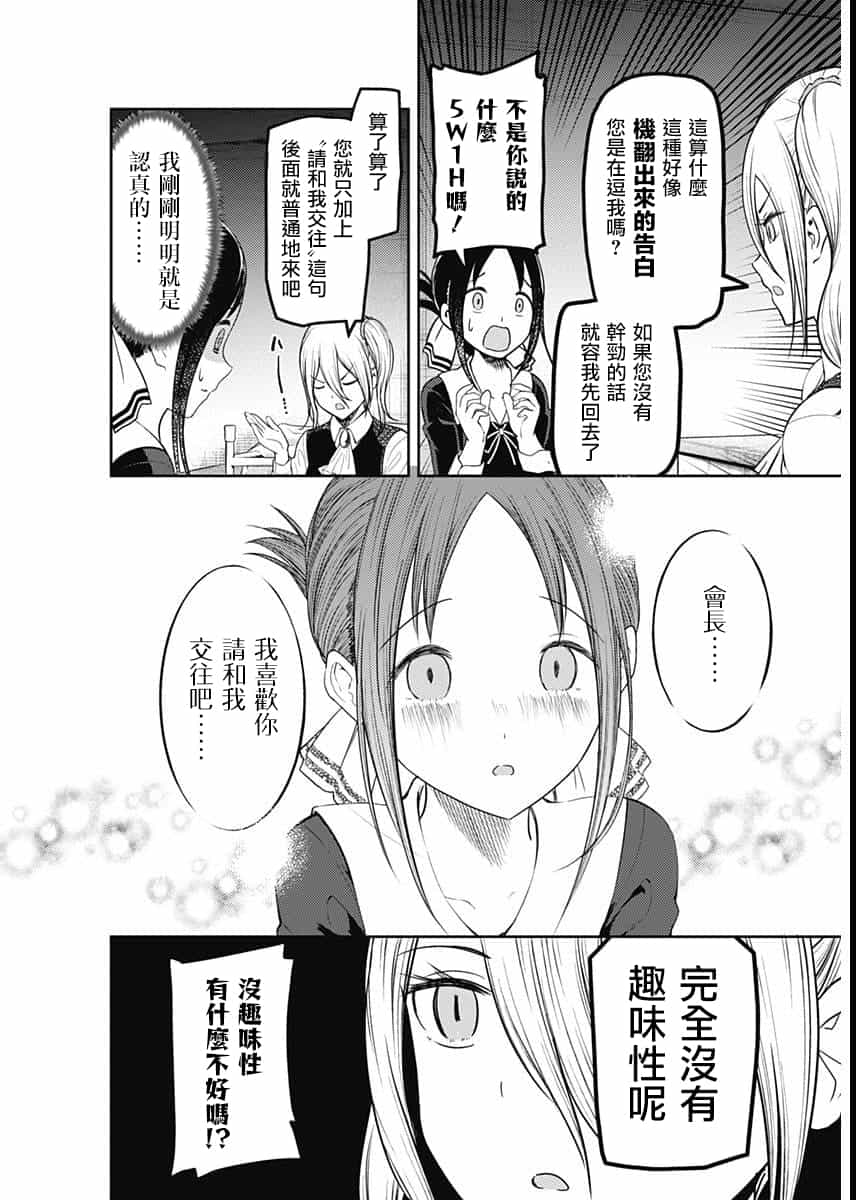 這算什麼
這種好像
機翻出來的告白
您是在逗我嗎?
如果您沒有
幹勁的話
就容我先回去了
不是你說的
什麼
5W1H嗎!
算了算了
您就只加上
〝請和我交往〞這句
後面就普通地來吧
我剛剛明明就是
認真的……
會長……
我喜歡你
請和我
交往吧……
完全沒有
趣味性呢
沒趣味性
有什麼不好嗎!?